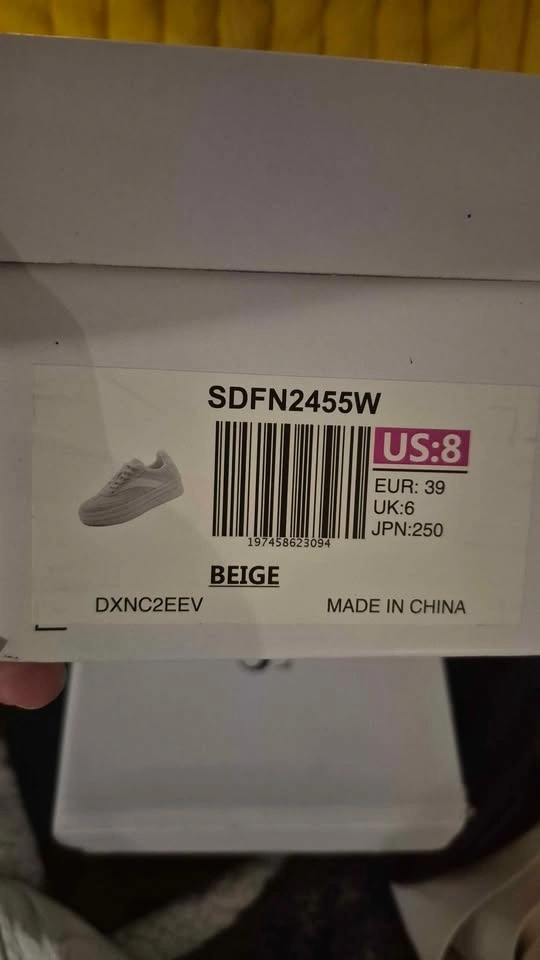 SDFN2455W
US:8
EUR: 39
UK:6
JPN:250
197458623094
BEIGE
DXNC2EEV
MADE IN CHINA